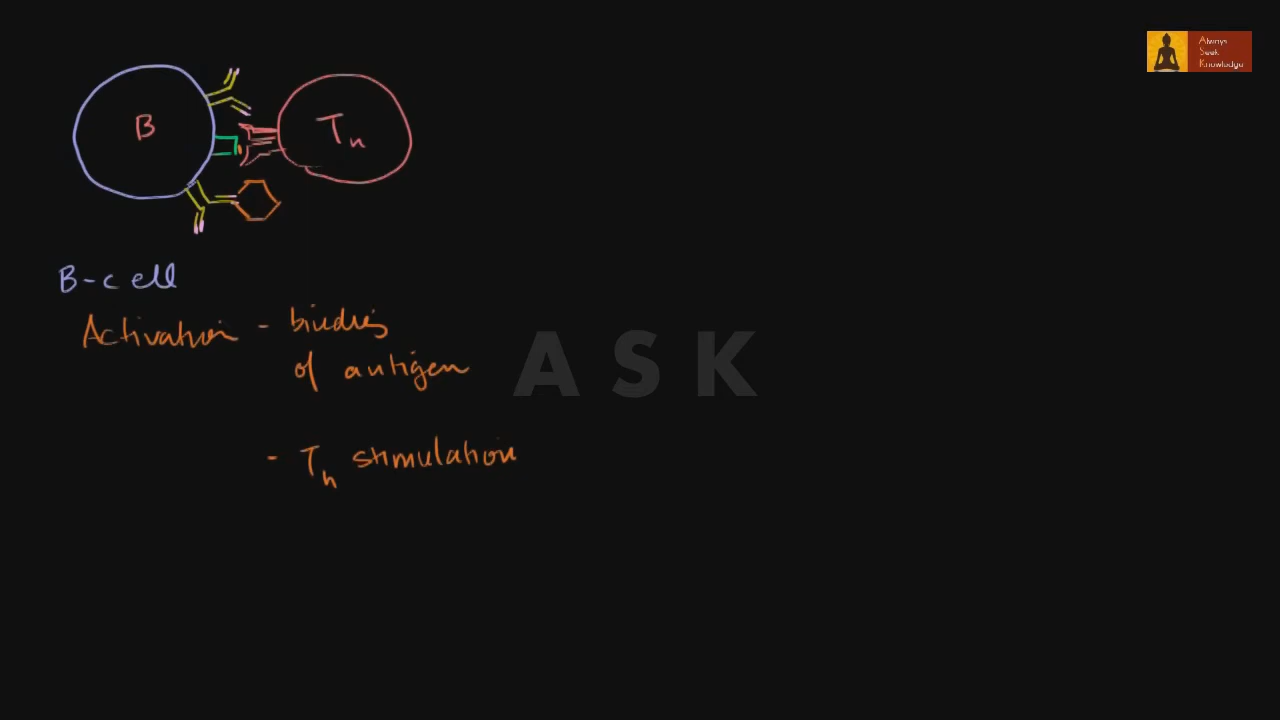 Always
Seek
Knowledge
B
Th
B-cell
Activation - binding
of antigen
- Th stimulation
ASK